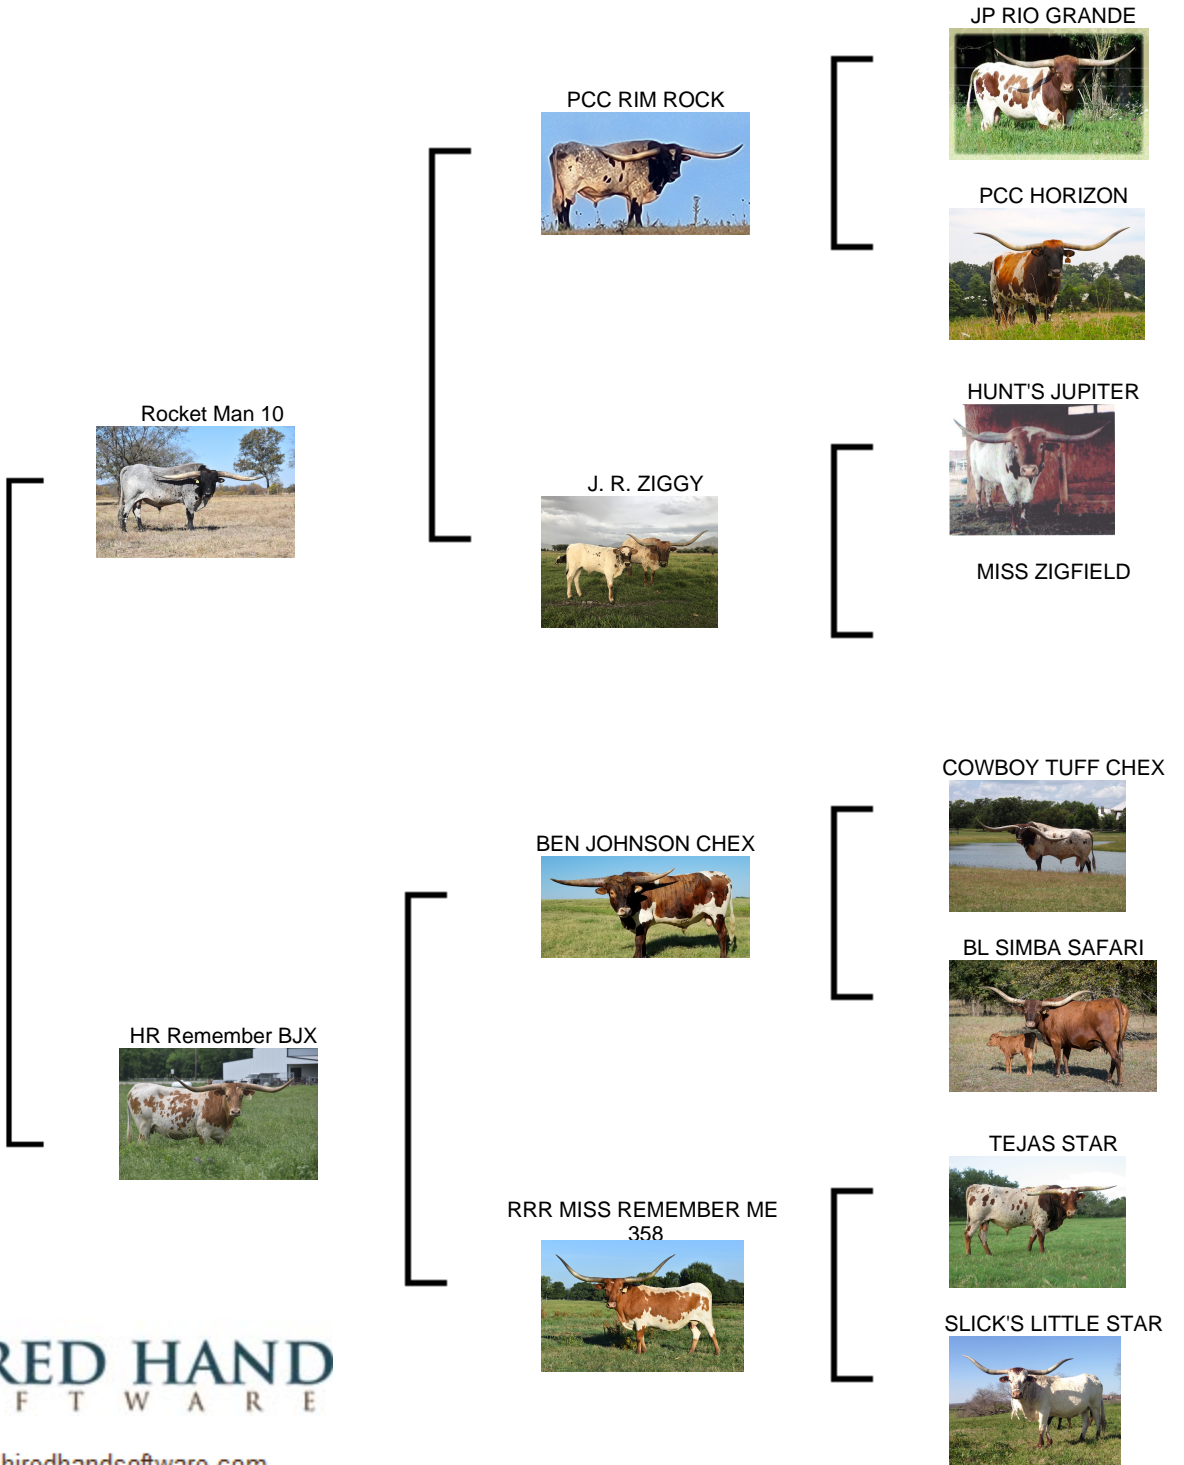 JP RIO GRANDE
PCC RIM ROCK
PCC HORIZON
HUNT'S JUPITER
Rocket Man 10
J. R. ZIGGY
MISS ZIGFIELD
COWBOY TUFF CHEX
BEN JOHNSON CHEX
BL SIMBA SAFARI
HR Remember BJX
TEJAS STAR
RRR MISS REMEMBER ME
358
SLICK'S LITTLE STAR
RED HAND
F T W A R E
hiredhandsoftware.com